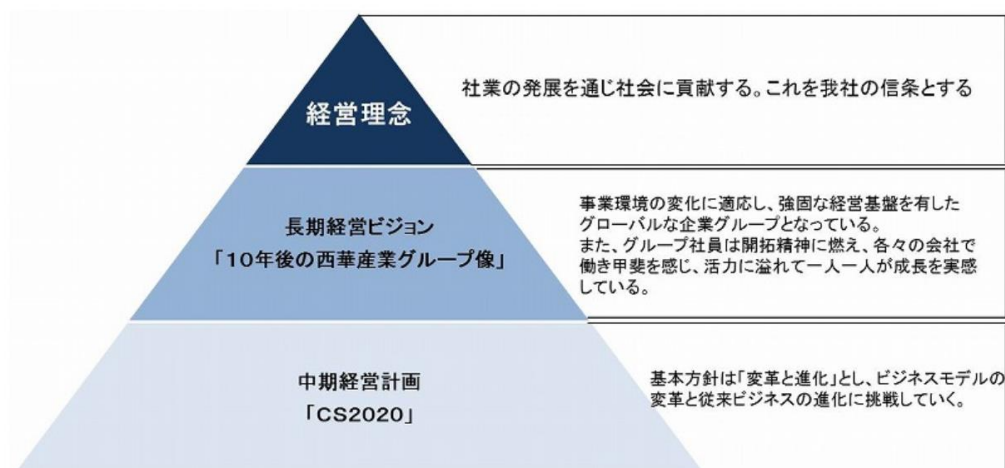 経営理念
社業の発展を通じ社会に貢献する。これを我社の信条とする
長期経営ビジョン
「10年後の西華産業グループ像」
事業環境の変化に適応し、強固な経営基盤を有した
グローバルな企業グループとなっている。
また、グループ社員は開拓精神に燃え、各々の会社で
働き甲斐を感じ、活力に溢れて一人一人が成長を実感
している。
中期経営計画
「CS2020」
基本方針は「変革と進化」とし、ビジネスモデルの
変革と従来ビジネスの進化に挑戦していく。